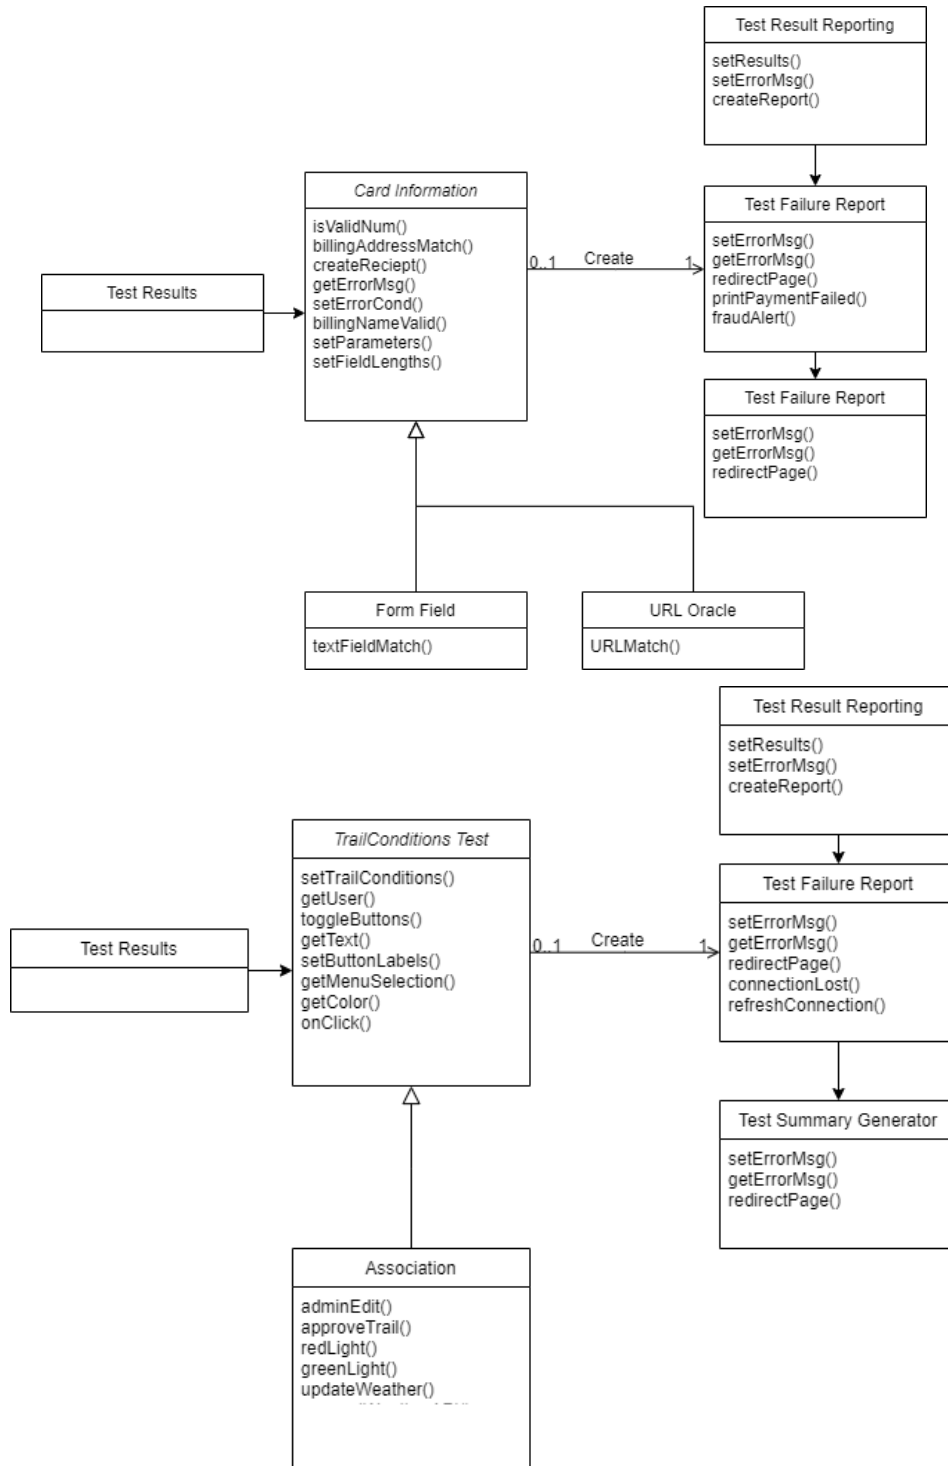 Test Result Reporting
setResults()
setErrorMsg()
createReport()
Card Information
isValidNum()
billingAddressMatch()
createReciept()
getErrorMsg()
setErrorCond()
billingNameValid()
setParameters()
setFieldLengths()
0..1
Create
1
Test Failure Report
setErrorMsg()
getErrorMsg()
redirectPage()
printPaymentFailed()
fraudAlert()
Test Results
Test Failure Report
setErrorMsg()
getErrorMsg()
redirectPage()
Form Field
textFieldMatch()
URL Oracle
URLMatch()
Test Result Reporting
setResults()
setErrorMsg()
createReport()
TrailConditions Test
setTrailConditions()
getUser()
toggleButtons()
getText()
setButtonLabels()
getMenuSelection()
getColor()
onClick()
0..1
Create
1
Test Failure Report
setErrorMsg()
getErrorMsg()
redirectPage()
connectionLost()
refreshConnection()
Test Results
Test Summary Generator
setErrorMsg()
getErrorMsg()
redirectPage()
Association
adminEdit()
approveTrail()
redLight()
greenLight()
updateWeather()